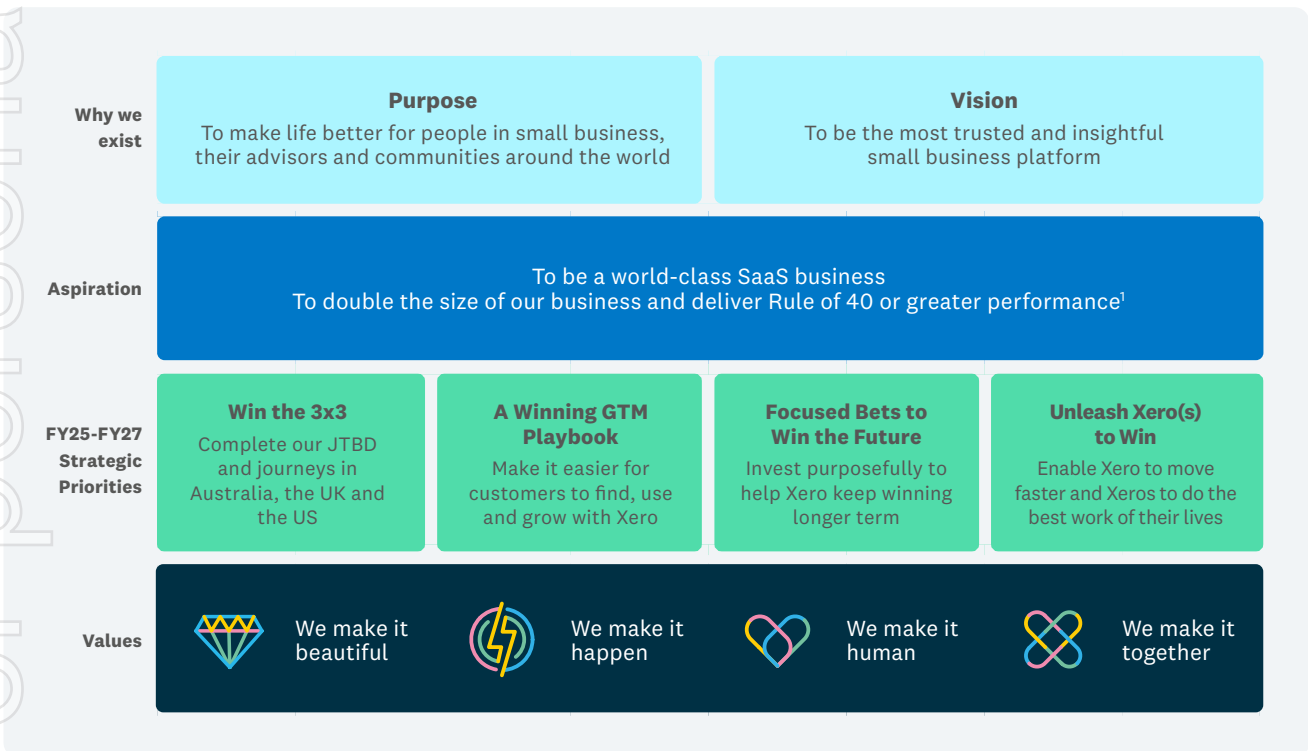 Why we
exist
Purpose
To make life better for people in small business,
their advisors and communities around the world
Vision
To be the most trusted and insightful
small business platform
Aspiration
To be a world-class SaaS business
To double the size of our business and deliver Rule of 40 or greater performance¹
FY25-FY27
Strategic
Priorities
Win the 3x3
Complete our JTBD
and journeys in
Australia, the UK and
the US
A Winning GTM
Playbook
Make it easier for
customers to find, use
and grow with Xero
Focused Bets to
Win the Future
Invest purposefully to
help Xero keep winning
longer term
Unleash Xero(s)
to Win
Enable Xero to move
faster and Xeros to do the
best work of their lives
Values
We make it
beautiful
We make it
happen
We make it
human
We make it
together